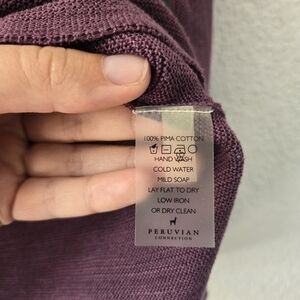 100% PIMA COTTON
HAND WASH
COLD WATER
MILD SOAP
LAY FLAT TO DRY
LOW IRON
OR DRY CLEAN
PERUVIAN
CONNECTION